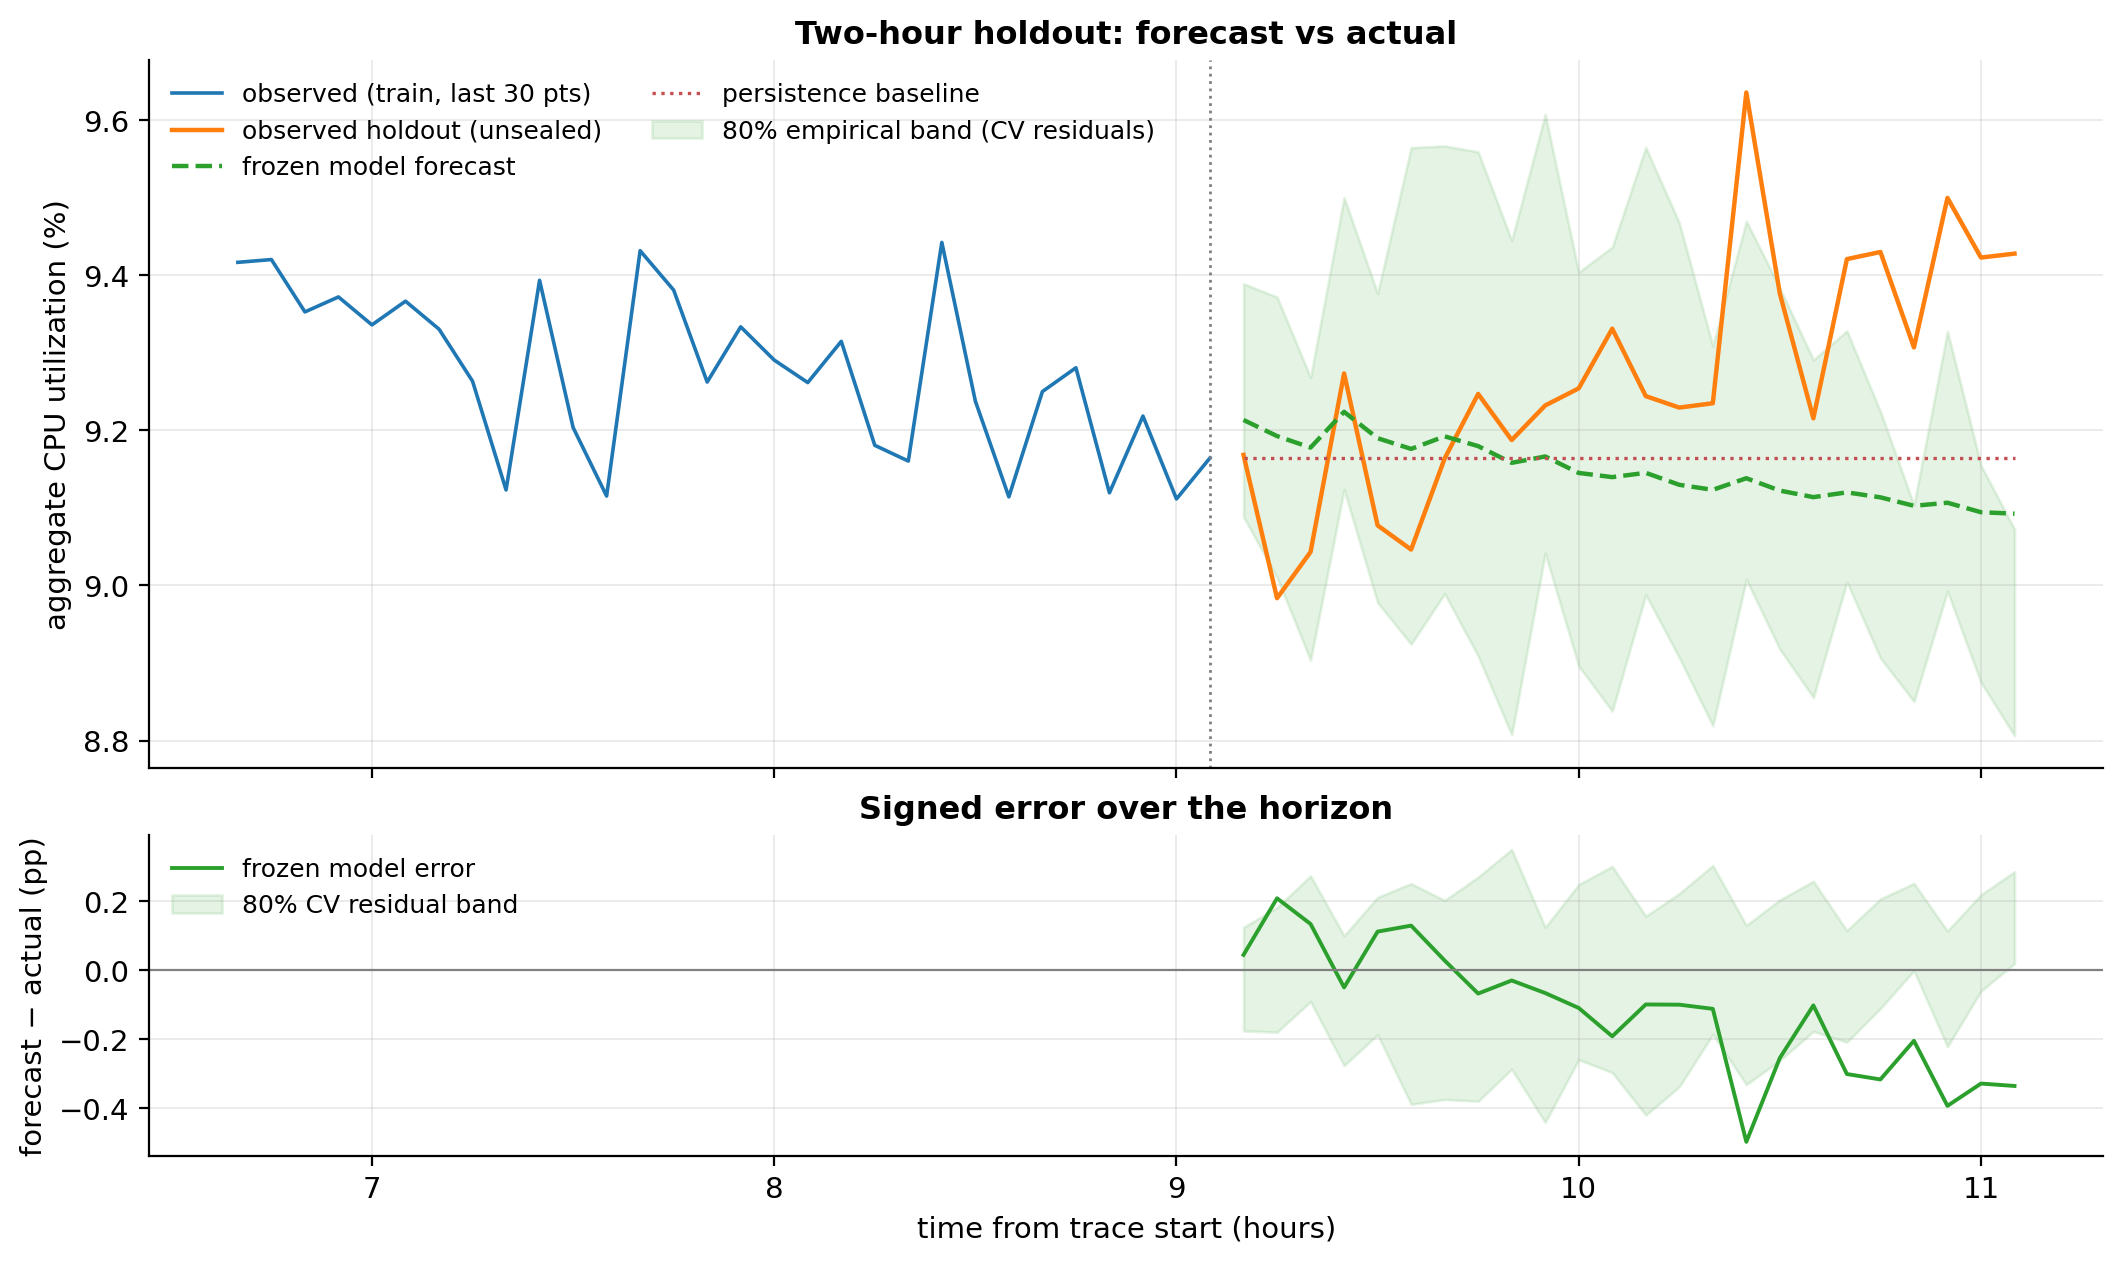 Two-hour holdout: forecast vs actual
observed (train, last 30 pts)
observed holdout (unsealed)
frozen model forecast
persistence baseline
80% empirical band (CV residuals)
aggregate CPU utilization (%)
9.6
9.4
9.2
9.0
8.8
Signed error over the horizon
frozen model error
80% CV residual band
forecast − actual (pp)
0.2
0.0
−0.2
−0.4
7 8 9 10 11
time from trace start (hours)